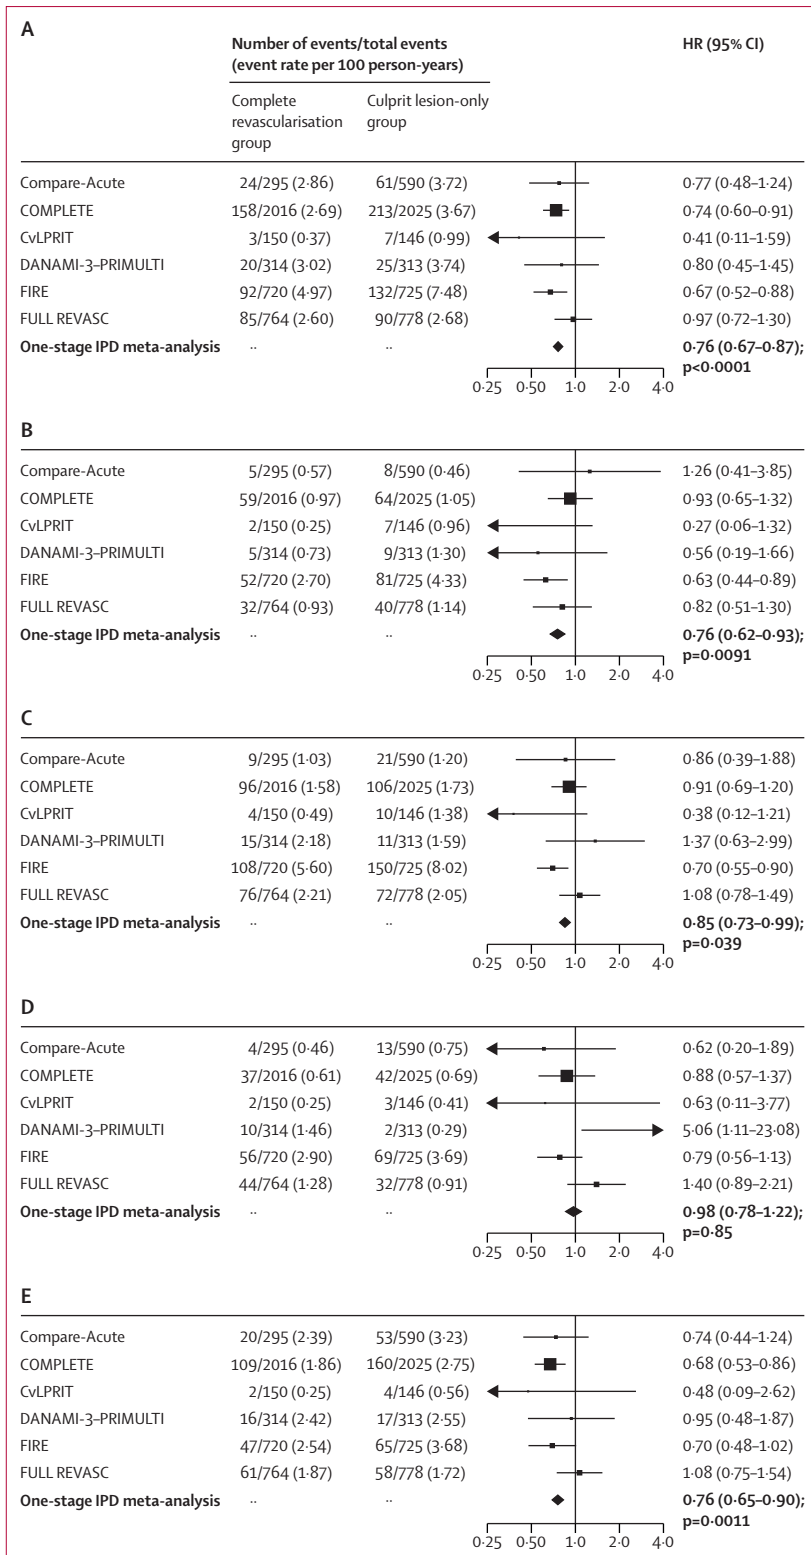 A
Number of events/total events
(event rate per 100 person-years)
HR (95% CI)
Complete
revascularisation
group
Culprit lesion-only
group
Compare-Acute 24/295 (2·86) 61/590 (3·72) 0·77 (0·48–1·24)
COMPLETE 158/2016 (2·69) 213/2025 (3·67) 0·74 (0·60–0·91)
CvLPRIT 3/150 (0·37) 7/146 (0·99) 0·41 (0·11–1·59)
DANAMI-3–PRIMULTI 20/314 (3·02) 25/313 (3·74) 0·80 (0·45–1·45)
FIRE 92/720 (4·97) 132/725 (7·48) 0·67 (0·52–0·88)
FULL REVASC 85/764 (2·60) 90/778 (2·68) 0·97 (0·72–1·30)
One-stage IPD meta-analysis ·· ·· 0·76 (0·67–0·87);
p<0·0001
0·25 0·50 1·0 2·0 4·0
B
Compare-Acute 5/295 (0·57) 8/590 (0·46) 1·26 (0·41–3·85)
COMPLETE 59/2016 (0·97) 64/2025 (1·05) 0·93 (0·65–1·32)
CvLPRIT 2/150 (0·25) 7/146 (0·96) 0·27 (0·06–1·32)
DANAMI-3–PRIMULTI 5/314 (0·73) 9/313 (1·30) 0·56 (0·19–1·66)
FIRE 52/720 (2·70) 81/725 (4·33) 0·63 (0·44–0·89)
FULL REVASC 32/764 (0·93) 40/778 (1·14) 0·82 (0·51–1·30)
One-stage IPD meta-analysis ·· ·· 0·76 (0·62–0·93);
p=0·0091
0·25 0·50 1·0 2·0 4·0
C
Compare-Acute 9/295 (1·03) 21/590 (1·20) 0·86 (0·39–1·88)
COMPLETE 96/2016 (1·58) 106/2025 (1·73) 0·91 (0·69–1·20)
CvLPRIT 4/150 (0·49) 10/146 (1·38) 0·38 (0·12–1·21)
DANAMI-3–PRIMULTI 15/314 (2·18) 11/313 (1·59) 1·37 (0·63–2·99)
FIRE 108/720 (5·60) 150/725 (8·02) 0·70 (0·55–0·90)
FULL REVASC 76/764 (2·21) 72/778 (2·05) 1·08 (0·78–1·49)
One-stage IPD meta-analysis ·· ·· 0·85 (0·73–0·99);
p=0·039
0·25 0·50 1·0 2·0 4·0
D
Compare-Acute 4/295 (0·46) 13/590 (0·75) 0·62 (0·20–1·89)
COMPLETE 37/2016 (0·61) 42/2025 (0·69) 0·88 (0·57–1·37)
CvLPRIT 2/150 (0·25) 3/146 (0·41) 0·63 (0·11–3·77)
DANAMI-3–PRIMULTI 10/314 (1·46) 2/313 (0·29) 5·06 (1·11–23·08)
FIRE 56/720 (2·90) 69/725 (3·69) 0·79 (0·56–1·13)
FULL REVASC 44/764 (1·28) 32/778 (0·91) 1·40 (0·89–2·21)
One-stage IPD meta-analysis ·· ·· 0·98 (0·78–1·22);
p=0·85
0·25 0·50 1·0 2·0 4·0
E
Compare-Acute 20/295 (2·39) 53/590 (3·23) 0·74 (0·44–1·24)
COMPLETE 109/2016 (1·86) 160/2025 (2·75) 0·68 (0·53–0·86)
CvLPRIT 2/150 (0·25) 4/146 (0·56) 0·48 (0·09–2·62)
DANAMI-3–PRIMULTI 16/314 (2·42) 17/313 (2·55) 0·95 (0·48–1·87)
FIRE 47/720 (2·54) 65/725 (3·68) 0·70 (0·48–1·02)
FULL REVASC 61/764 (1·87) 58/778 (1·72) 1·08 (0·75–1·54)
One-stage IPD meta-analysis ·· ·· 0·76 (0·65–0·90);
p=0·0011
0·25 0·50 1·0 2·0 4·0